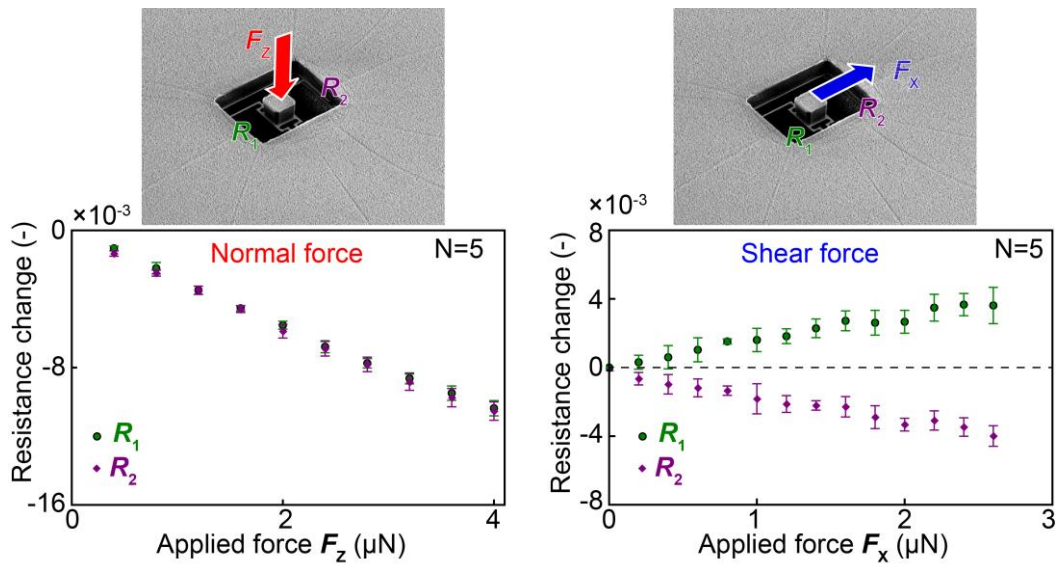 F_z
R_2
R_1
F_x
R_2
R_1
×10^-3
0
-8
-16
Resistance change (-)
Normal force
N=5
R_1
R_2
0
2
4
Applied force F_z (μN)
8
4
0
-4
-8
×10^-3
Resistance change (-)
Shear force
N=5
R_1
R_2
0
1
2
3
Applied force F_x (μN)